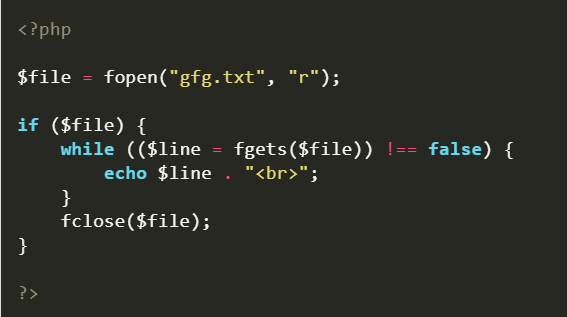 <?php
$file = fopen("gfg.txt", "r");
if ($file) {
    while (($line = fgets($file)) !== false) {
        echo $line . "<br>";
    }
    fclose($file);
}
?>